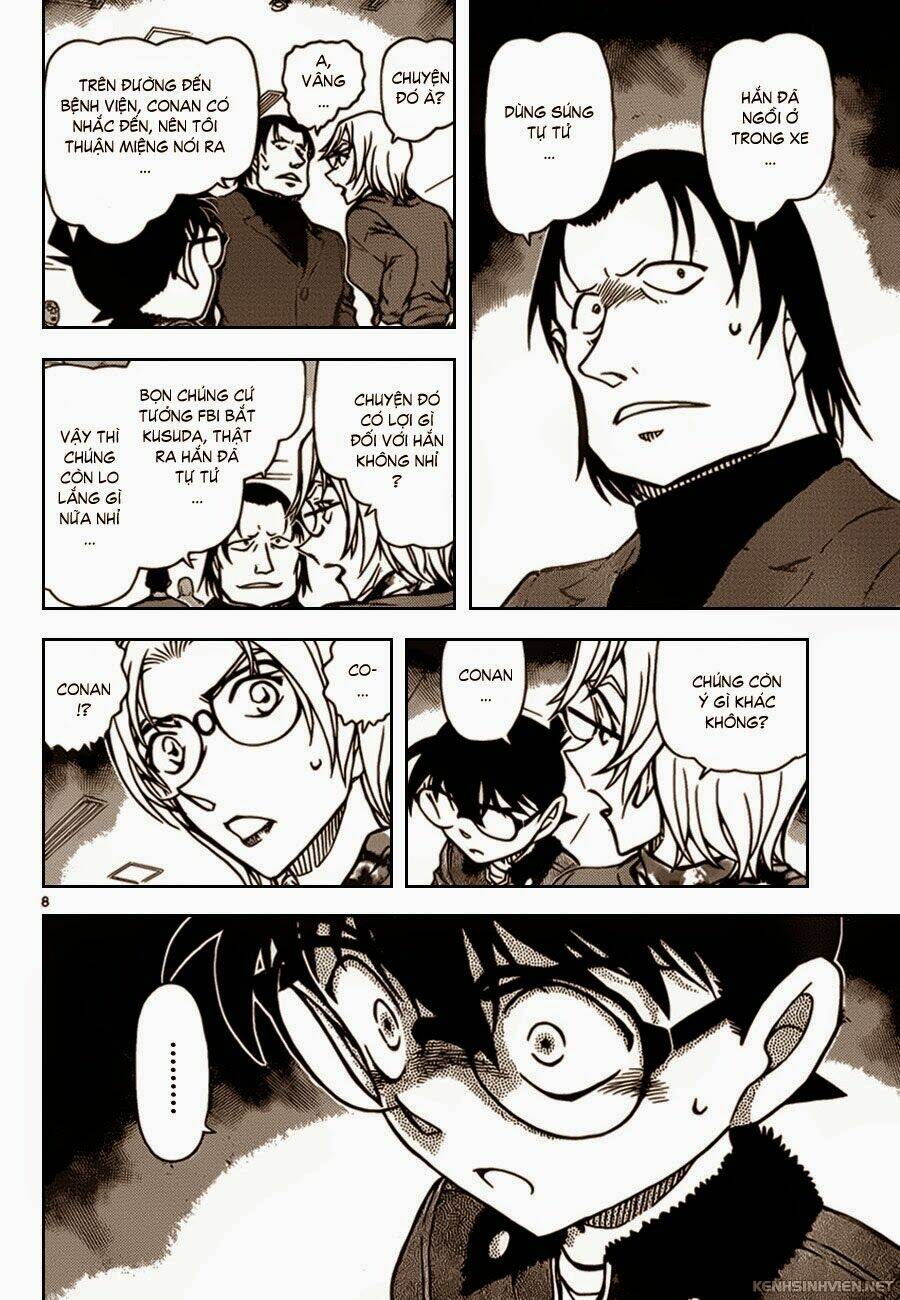 HẮN ĐÃ
NGỒI Ở
TRONG XE
...
DÙNG SÚNG
TỰ TỬ
...
CHUYỆN
ĐÓ À?
A,
VÂNG
...
TRÊN ĐƯỜNG ĐẾN
BỆNH VIỆN, CONAN CÓ
NHẮC ĐẾN, NÊN TÔI
THUẬN MIỆNG NÓI RA
...
CHUYỆN ĐÓ
CÓ LỢI GÌ
ĐỐI VỚI HẮN
KHÔNG NHỈ
?
BỌN CHÚNG CỨ
TƯỞNG FBI BẮT
KUSUDA, THẬT
RA HẮN ĐÃ
TỰ TỬ
...
VẬY THÌ
CHÚNG
CÒN LO
LẮNG GÌ
NỮA NHỈ
...
CHÚNG CÒN
Ý GÌ KHÁC
KHÔNG?
CONAN
...
CO-
...
CONAN
!?
8
.........
KENHSINHVIEN.NET